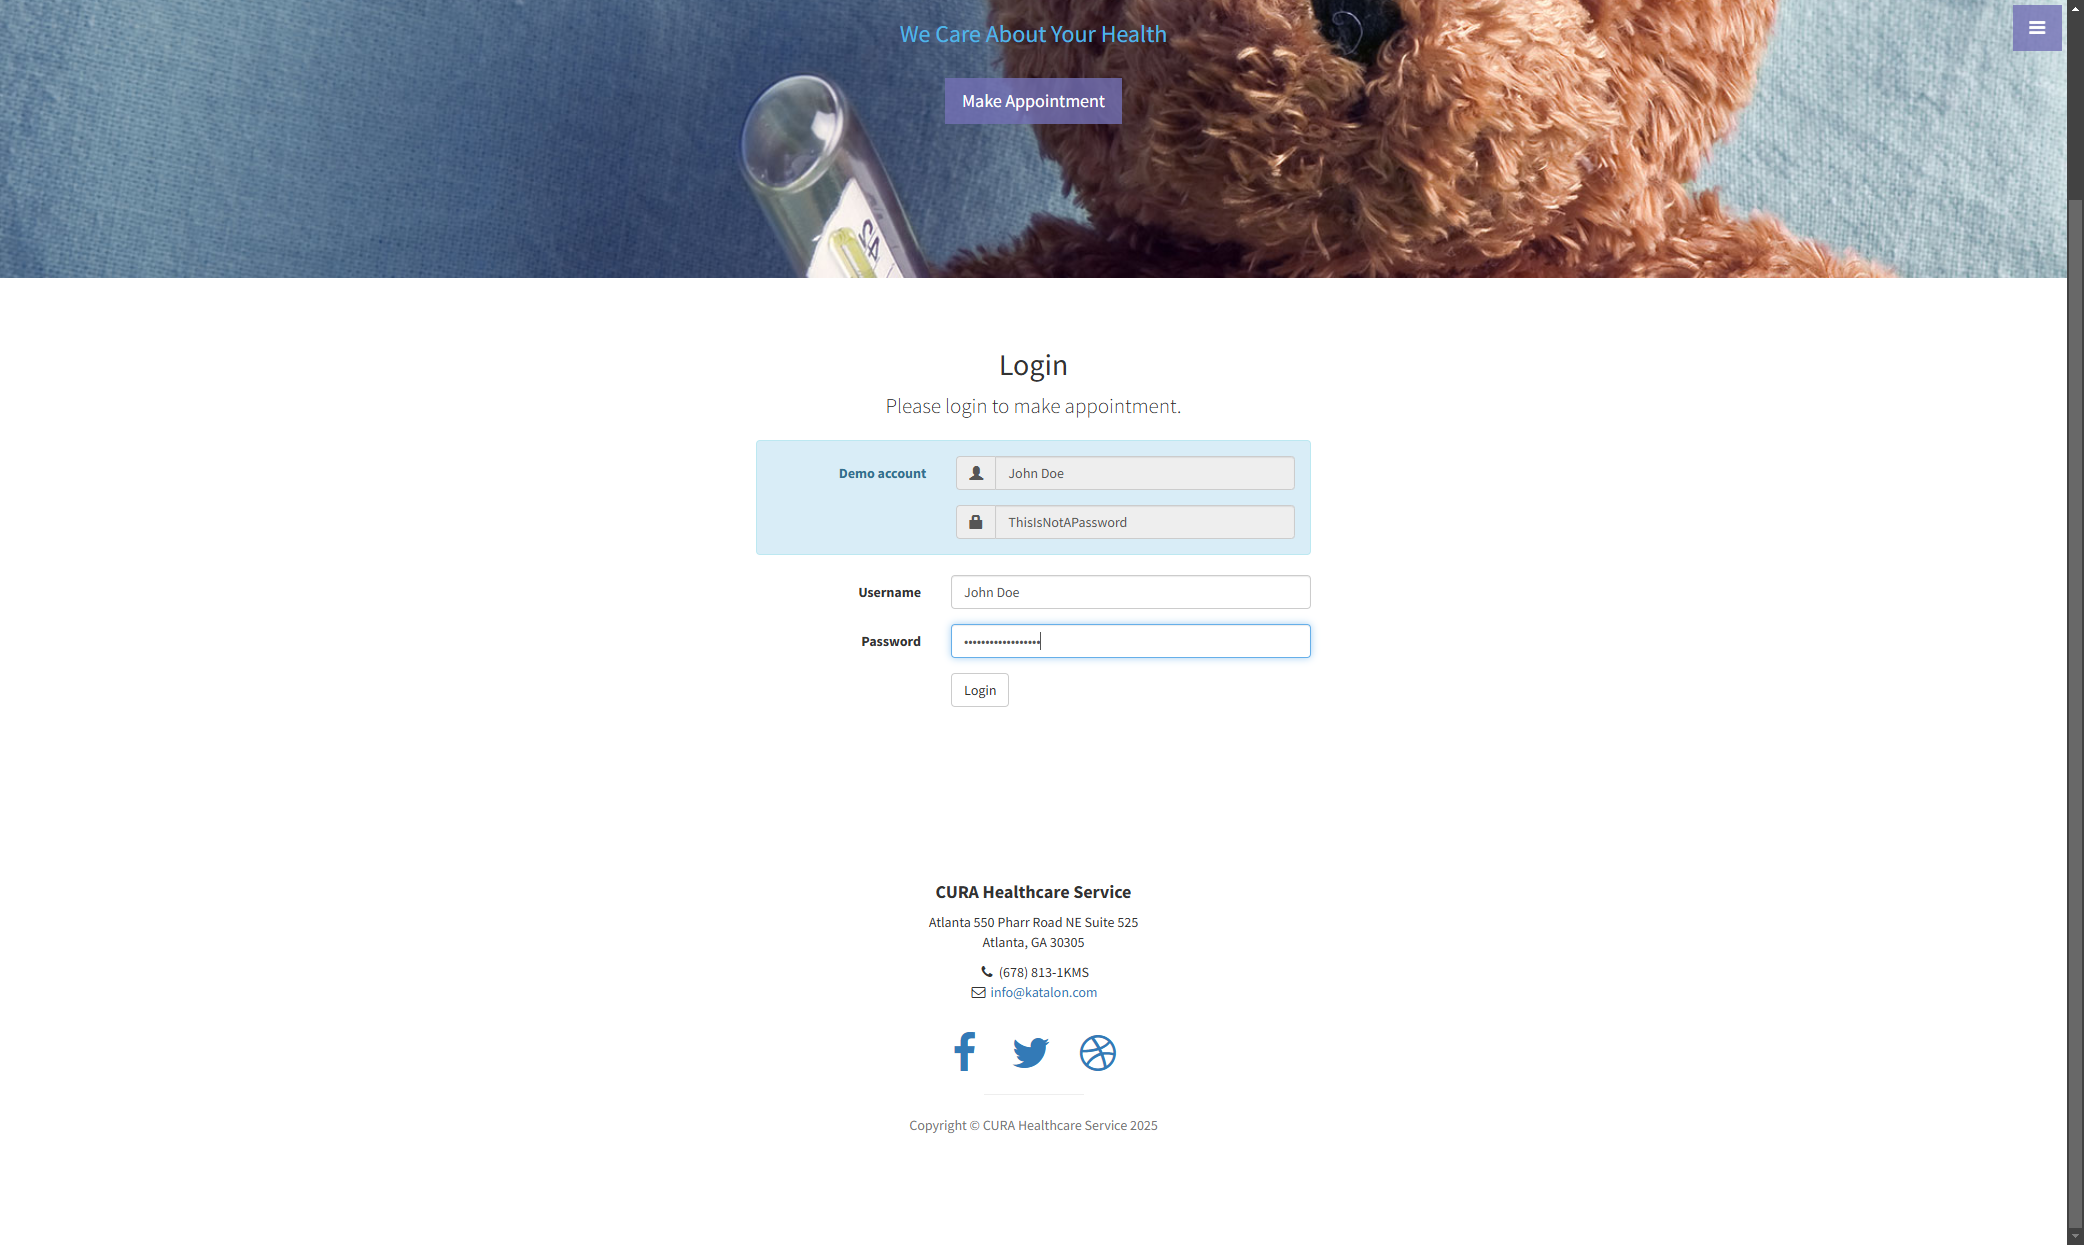 We Care About Your Health
Make Appointment
Login
Please login to make appointment.
Demo account
John Doe
ThisIsNotAPassword
Username
John Doe
Password
••••••••••••••••••
Login
CURA Healthcare Service
Atlanta 550 Pharr Road NE Suite 525
Atlanta, GA 30305
(678) 813-1KMS
info@katalon.com
Copyright © CURA Healthcare Service 2025